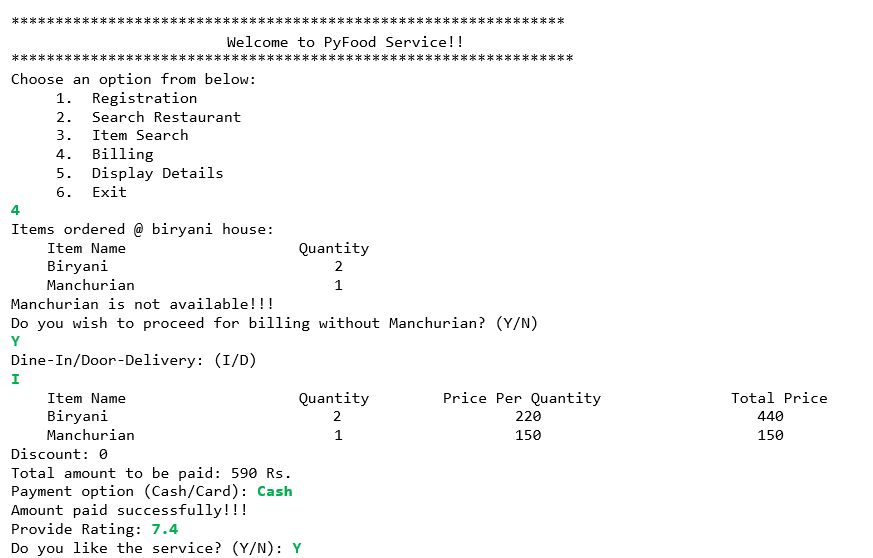 **************************************************************
Welcome to PyFood Service!!
***************************************************************
Choose an option from below:
1. Registration
2. Search Restaurant
3. Item Search
4. Billing
5. Display Details
6. Exit
4
Items ordered @ biryani house:
Item Name Quantity
Biryani 2
Manchurian 1
Manchurian is not available!!!
Do you wish to proceed for billing without Manchurian? (Y/N)
Y
Dine-In/Door-Delivery: (I/D)
I
Item Name Quantity Price Per Quantity Total Price
Biryani 2 220 440
Manchurian 1 150 150
Discount: 0
Total amount to be paid: 590 Rs.
Payment option (Cash/Card): Cash
Amount paid successfully!!!
Provide Rating: 7.4
Do you like the service? (Y/N): Y